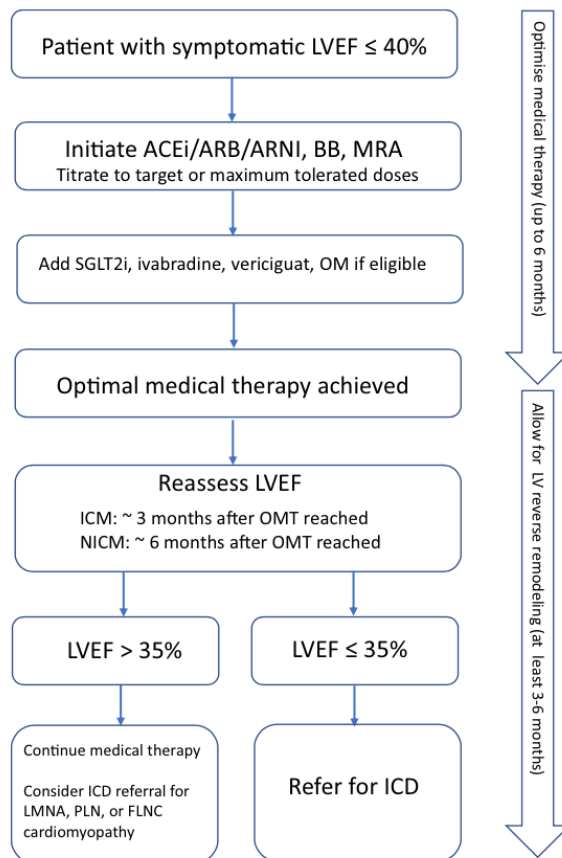 Patient with symptomatic LVEF ≤ 40%
Initiate ACEi/ARB/ARNI, BB, MRA
Titrate to target or maximum tolerated doses
Add SGLT2i, ivabradine, vericiguat, OM if eligible
Optimal medical therapy achieved
Reassess LVEF
ICM: ~ 3 months after OMT reached
NICM: ~ 6 months after OMT reached
LVEF > 35%
LVEF ≤ 35%
Continue medical therapy
Consider ICD referral for
LMNA, PLN, or FLNC
cardiomyopathy
Refer for ICD
Optimise medical therapy (up to 6 months)
Allow for LV reverse remodeling (at least 3-6 months)